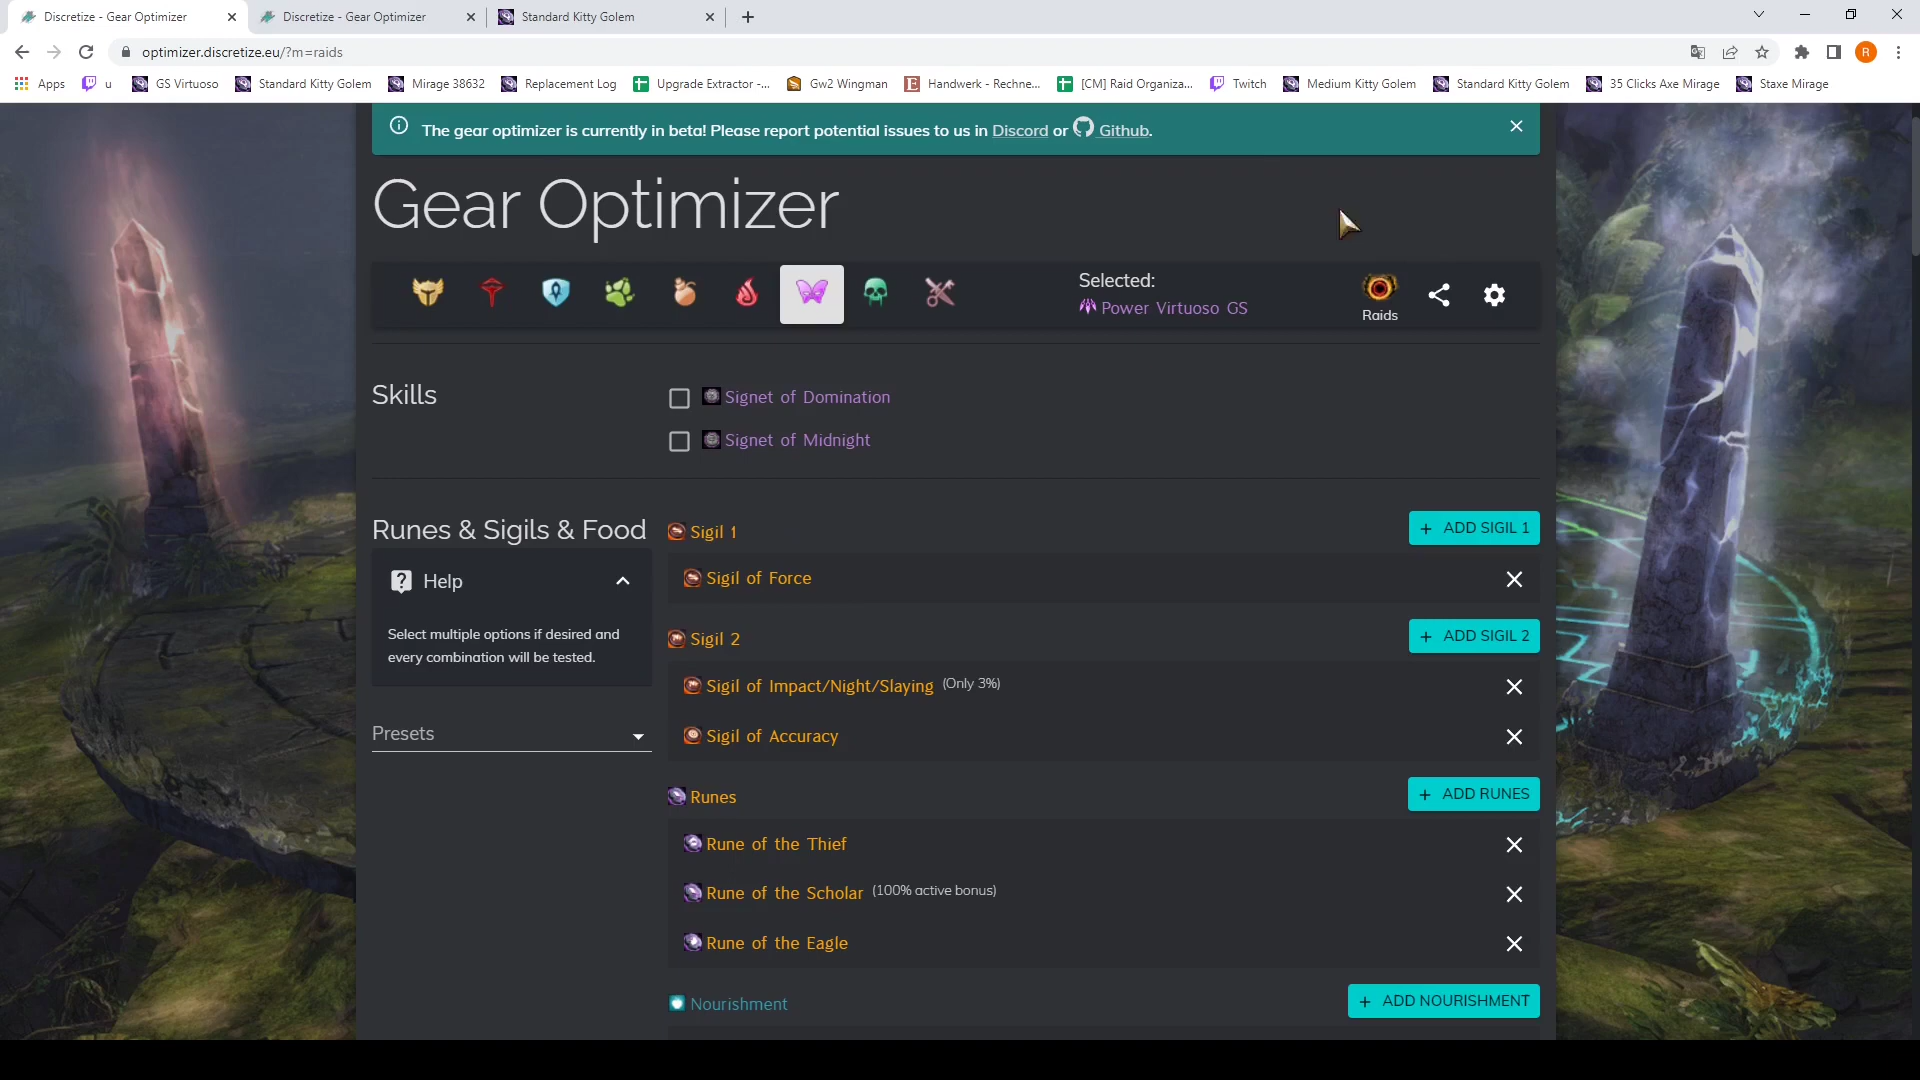 Discretize - Gear Optimizer
Discretize - Gear Optimizer
Standard Kitty Golem
optimizer.discretize.eu/?m=raids
R
Apps
u
GS Virtuoso
Standard Kitty Golem
Mirage 38632
Replacement Log
Upgrade Extractor -...
Gw2 Wingman
Handwerk - Rechne...
[CM] Raid Organiza...
Twitch
Medium Kitty Golem
Standard Kitty Golem
35 Clicks Axe Mirage
Staxe Mirage
The gear optimizer is currently in beta! Please report potential issues to us in Discord or Github.
Gear Optimizer
Selected:
Power Virtuoso GS
Raids
Skills
Signet of Domination
Signet of Midnight
Runes & Sigils & Food
Help
Select multiple options if desired and
every combination will be tested.
Presets
Sigil 1
+ ADD SIGIL 1
Sigil of Force
Sigil 2
+ ADD SIGIL 2
Sigil of Impact/Night/Slaying (Only 3%)
Sigil of Accuracy
Runes
+ ADD RUNES
Rune of the Thief
Rune of the Scholar (100% active bonus)
Rune of the Eagle
Nourishment
+ ADD NOURISHMENT